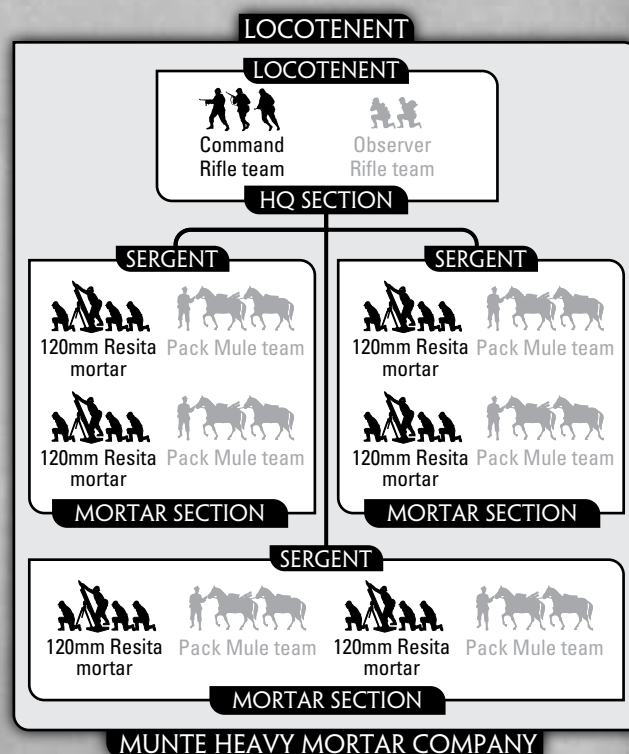 LOCOTENENT
LOCOTENENT
Command
Rifle team
Observer
Rifle team
HQ SECTION
SERGENT
120mm Resita
mortar
Pack Mule team
120mm Resita
mortar
Pack Mule team
MORTAR SECTION
SERGENT
120mm Resita
mortar
Pack Mule team
120mm Resita
mortar
Pack Mule team
MORTAR SECTION
SERGENT
120mm Resita
mortar
Pack Mule team
120mm Resita
mortar
Pack Mule team
MORTAR SECTION
MUNTE HEAVY MORTAR COMPANY